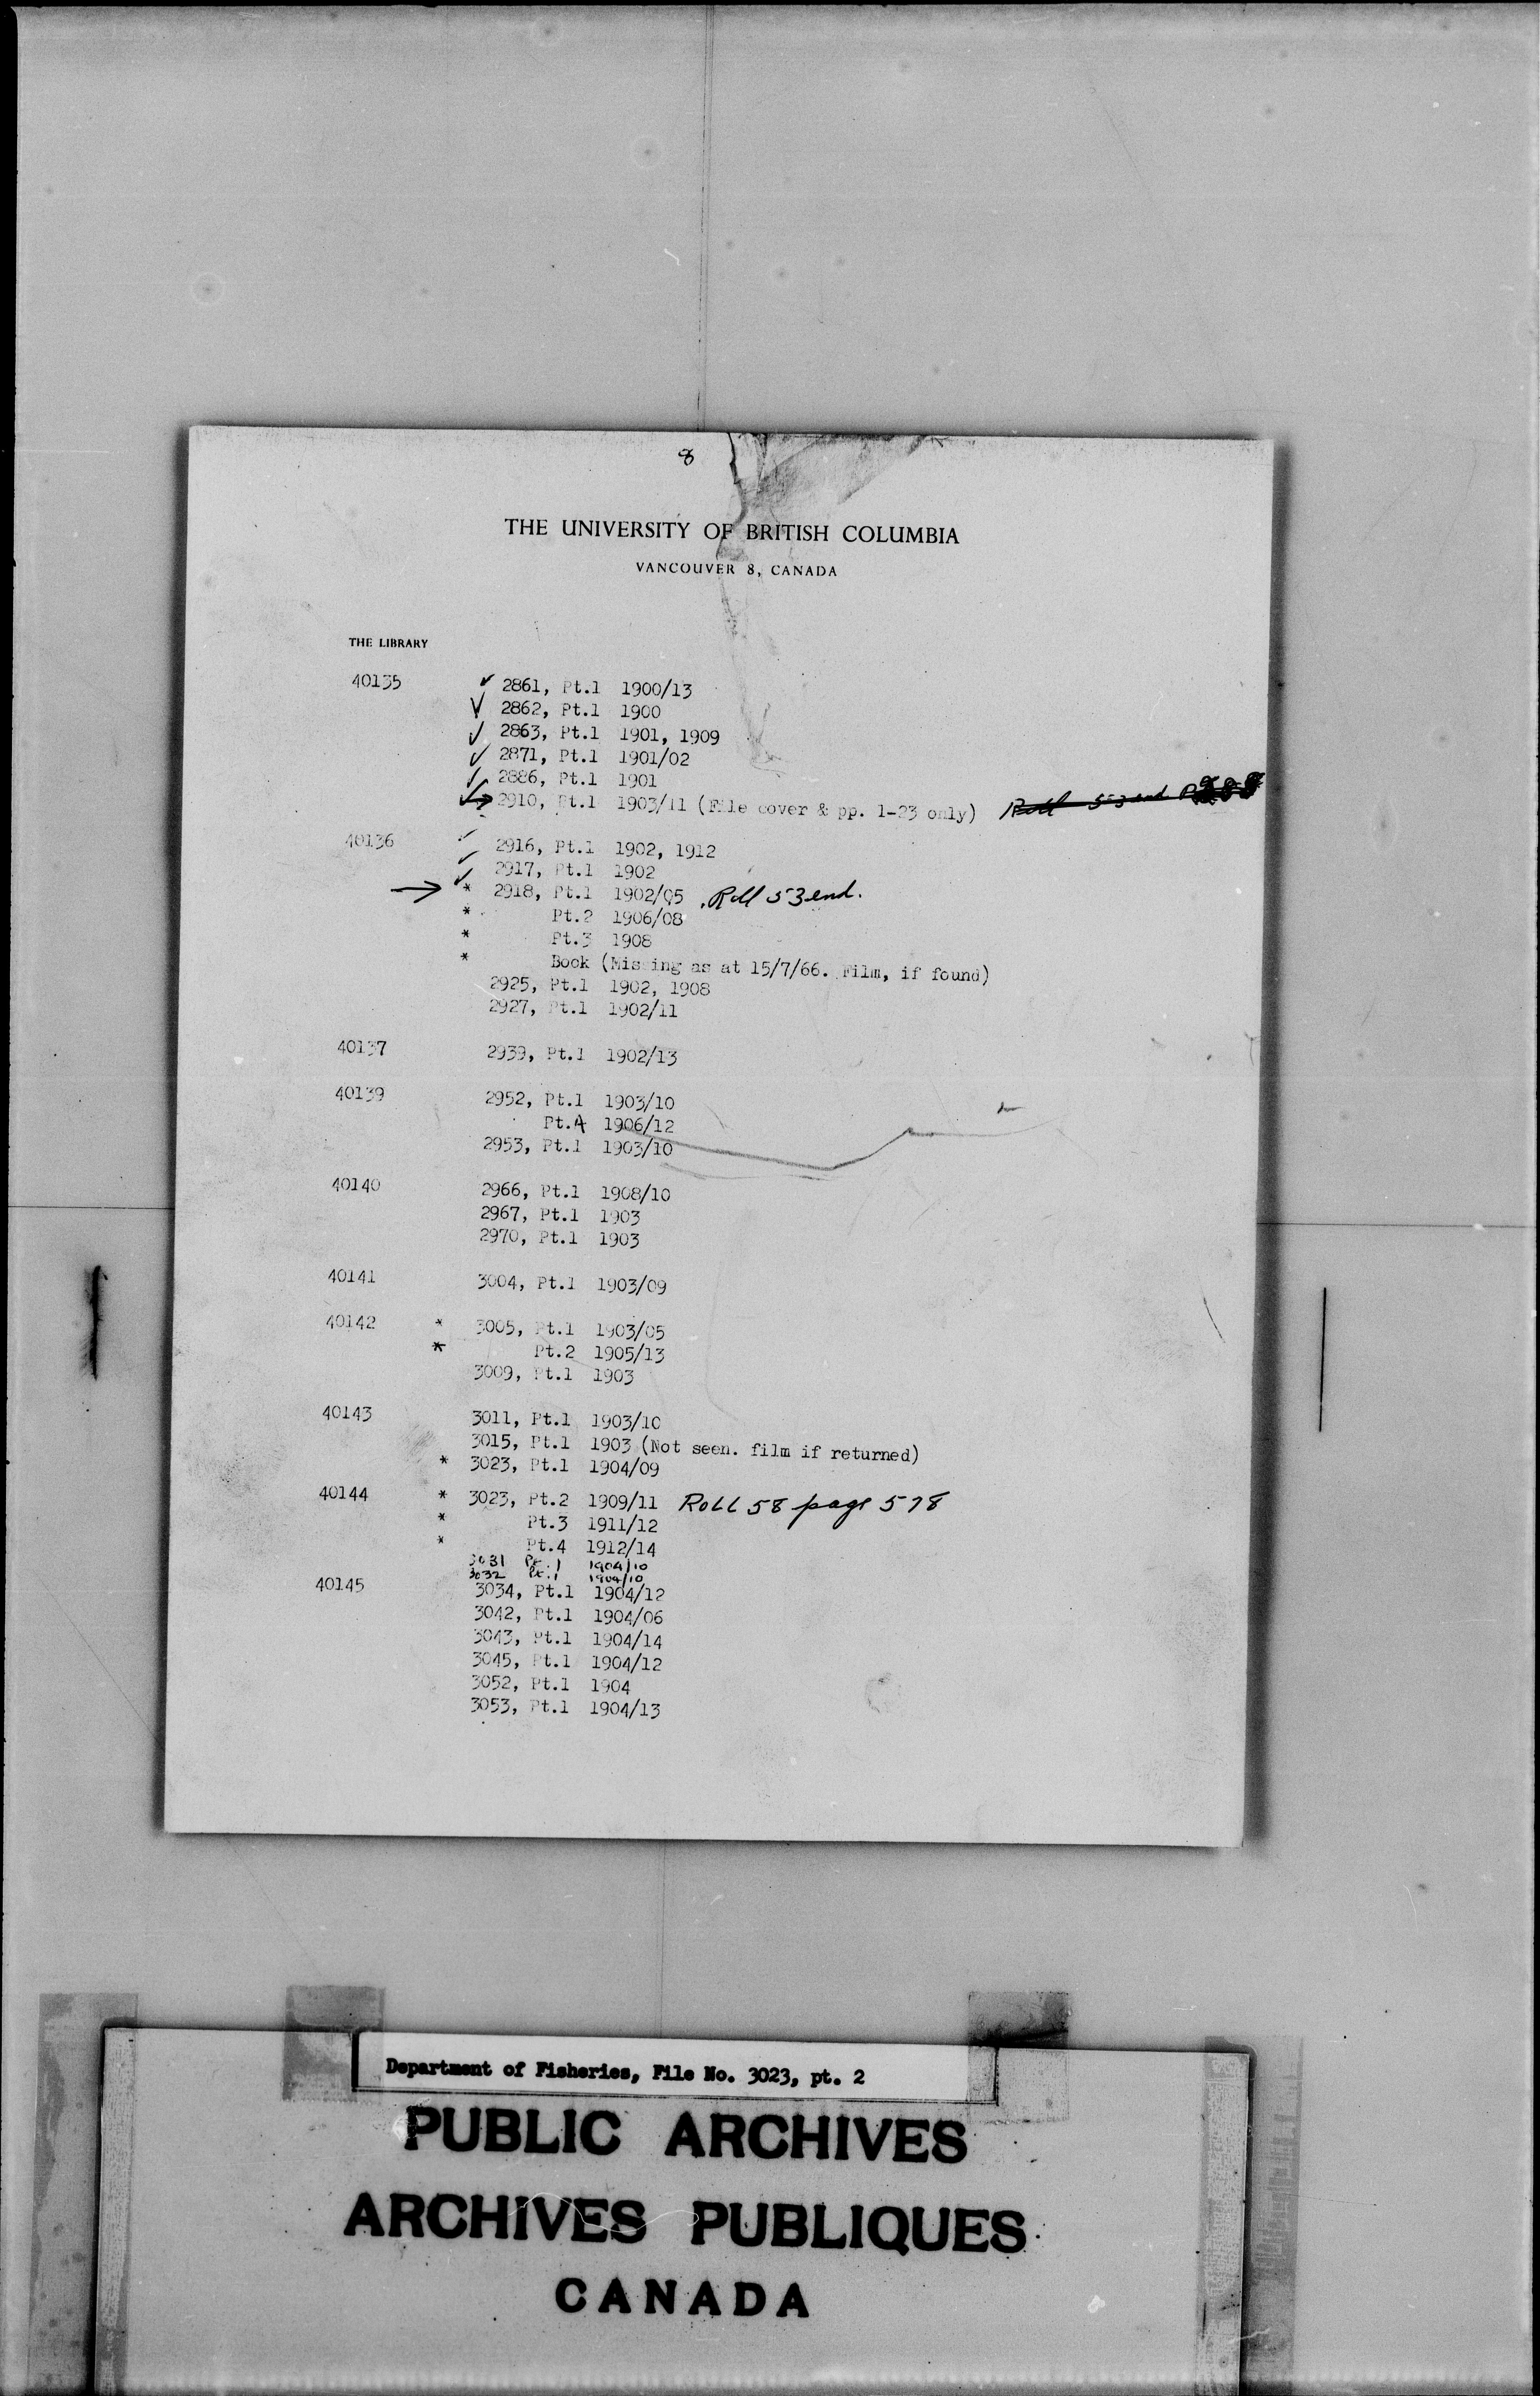 8
THE UNIVERSITY OF BRITISH COLUMBIA
VANCOUVER 8, CANADA
THE LIBRARY
40135 ✓ 2861, Pt.1 1900/13
✓ 2862, Pt.1 1900
✓ 2863, Pt.1 1901, 1909
✓ 2871, Pt.1 1901/02
✓ 2886, Pt.1 1901
✓→ 2910, Pt.1 1903/11 (File cover & pp. 1-23 only) Roll 53 end
40136 ✓ 2916, Pt.1 1902, 1912
✓ 2917, Pt.1 1902
→ ✓ * 2918, Pt.1 1902/05 Roll 53 end.
* Pt.2 1906/08
* Pt.3 1908
* Book (Missing as at 15/7/66. Film, if found)
2925, Pt.1 1902, 1908
2927, Pt.1 1902/11
40137 2939, Pt.1 1902/13
40139 2952, Pt.1 1903/10
Pt.4 1906/12
2953, Pt.1 1903/10
40140 2966, Pt.1 1908/10
2967, Pt.1 1903
2970, Pt.1 1903
40141 3004, Pt.1 1903/09
40142 * 3005, Pt.1 1903/05
* Pt.2 1905/13
3009, Pt.1 1903
40143 3011, Pt.1 1903/10
3015, Pt.1 1903 (Not seen. film if returned)
* 3023, Pt.1 1904/09
40144 * 3023, Pt.2 1909/11 Roll 58 page 578
* Pt.3 1911/12
* Pt.4 1912/14
3031 Pt.1 1904/10
3032 Pt.1 1904/10
40145 3034, Pt.1 1904/12
3042, Pt.1 1904/06
3043, Pt.1 1904/14
3045, Pt.1 1904/12
3052, Pt.1 1904
3053, Pt.1 1904/13
Department of Fisheries, File No. 3023, pt. 2
PUBLIC ARCHIVES
ARCHIVES PUBLIQUES
CANADA